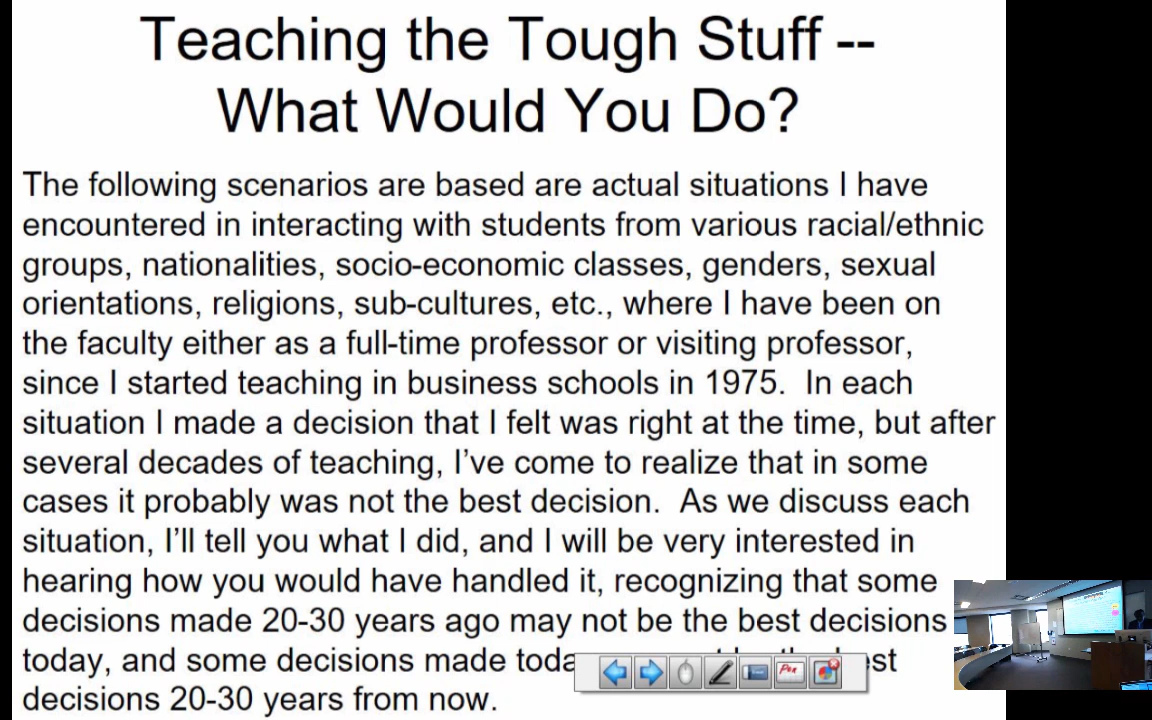 Teaching the Tough Stuff --
What Would You Do?
The following scenarios are based are actual situations I have
encountered in interacting with students from various racial/ethnic
groups, nationalities, socio-economic classes, genders, sexual
orientations, religions, sub-cultures, etc., where I have been on
the faculty either as a full-time professor or visiting professor,
since I started teaching in business schools in 1975.  In each
situation I made a decision that I felt was right at the time, but after
several decades of teaching, I’ve come to realize that in some
cases it probably was not the best decision.  As we discuss each
situation, I’ll tell you what I did, and I will be very interested in
hearing how you would have handled it, recognizing that some
decisions made 20-30 years ago may not be the best decisions
today, and some decisions made
decisions 20-30 years from now.
Pen